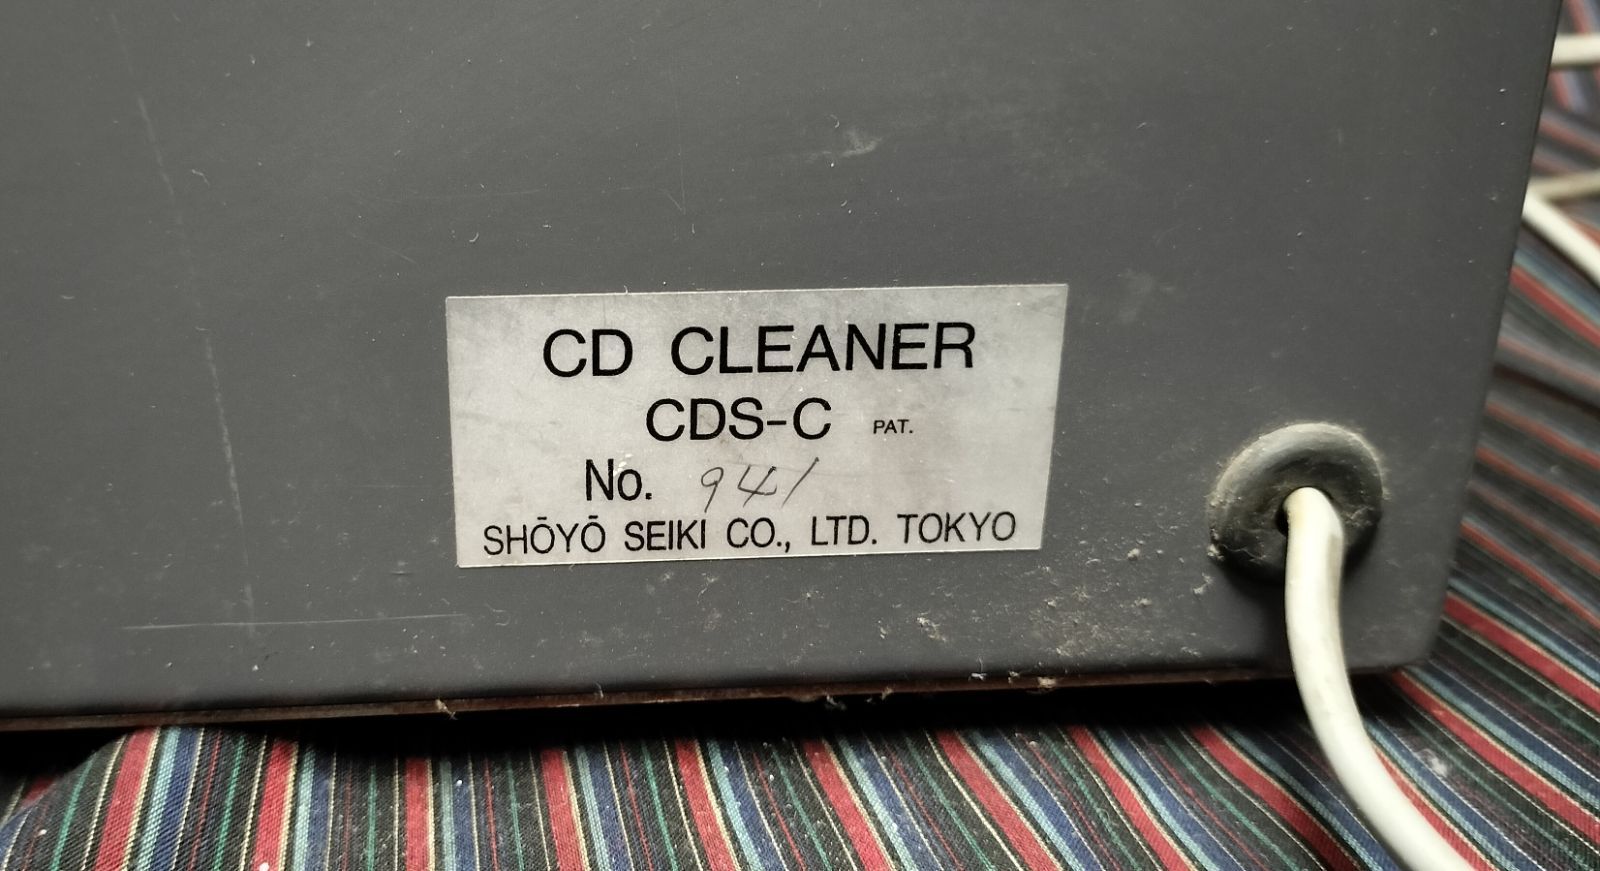 CD CLEANER
CDS-C PAT.
No. 941
SHŌYŌ SEIKI CO., LTD. TOKYO